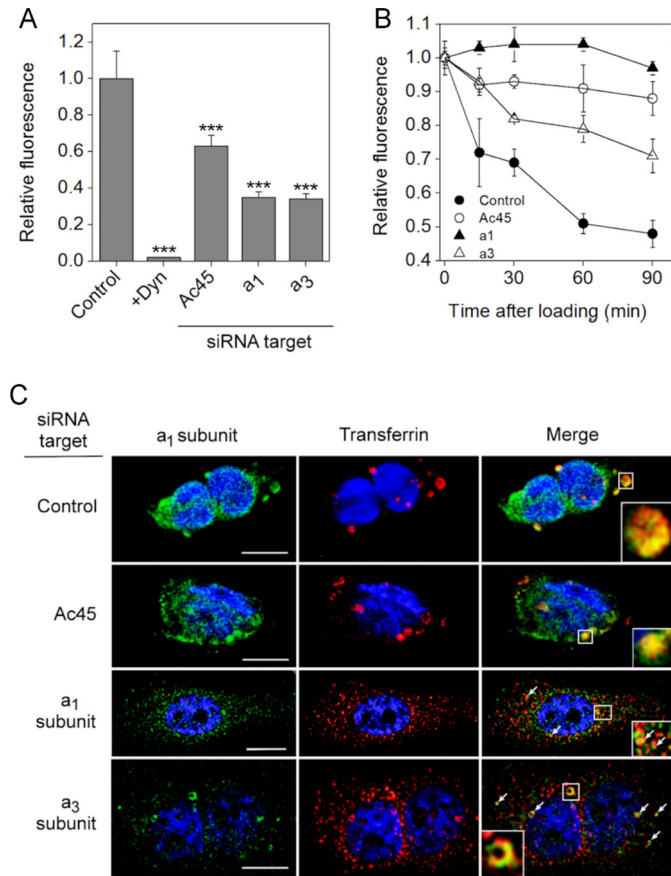 A
Relative fluorescence
1.2
1.0
0.8
0.6
0.4
0.2
0.0
***
***
***
***
Control
+Dyn
Ac45
a1
a3
siRNA target
B
Relative fluorescence
1.1
1.0
0.9
0.8
0.7
0.6
0.5
0.4
Control
Ac45
a1
a3
0
30
60
90
Time after loading (min)
C
siRNA
target
a1 subunit
Transferrin
Merge
Control
Ac45
a1
subunit
a3
subunit